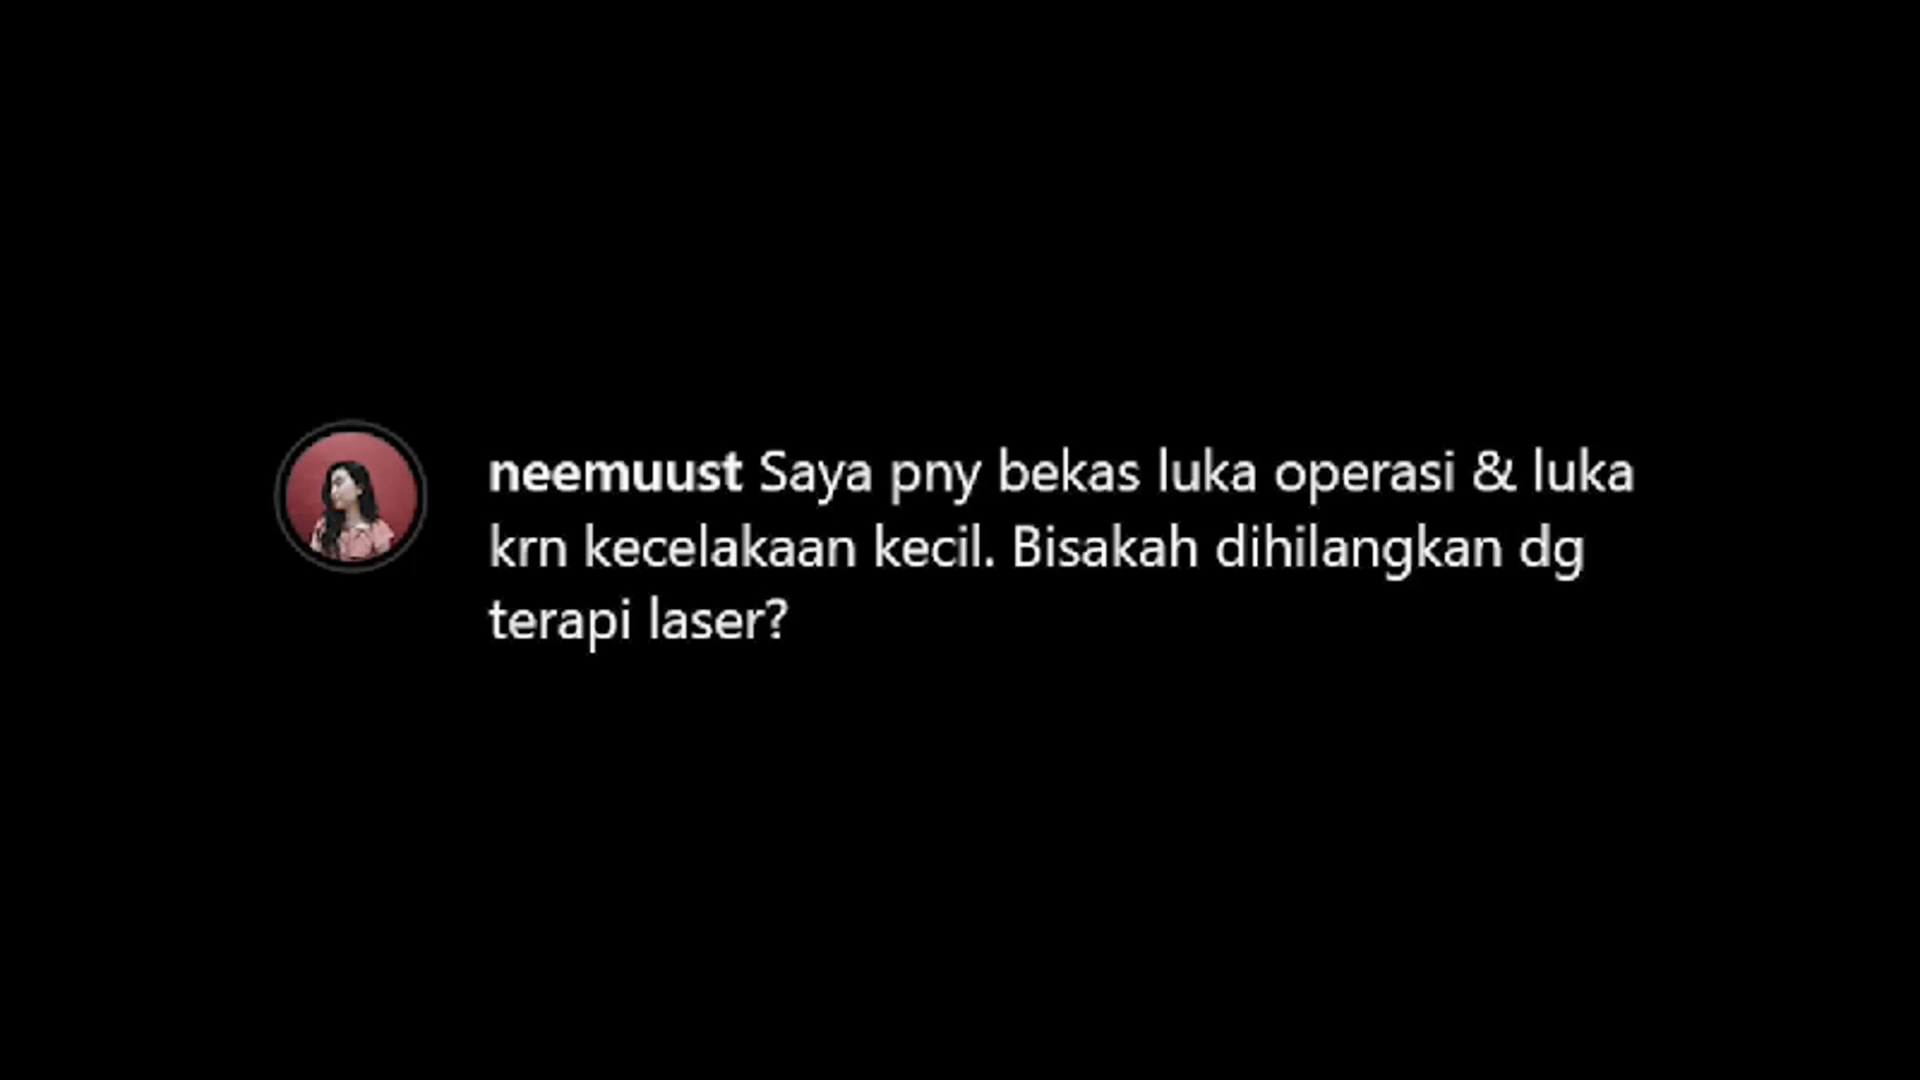 neemuust Saya pny bekas luka operasi & luka
krn kecelakaan kecil. Bisakah dihilangkan dg
terapi laser?